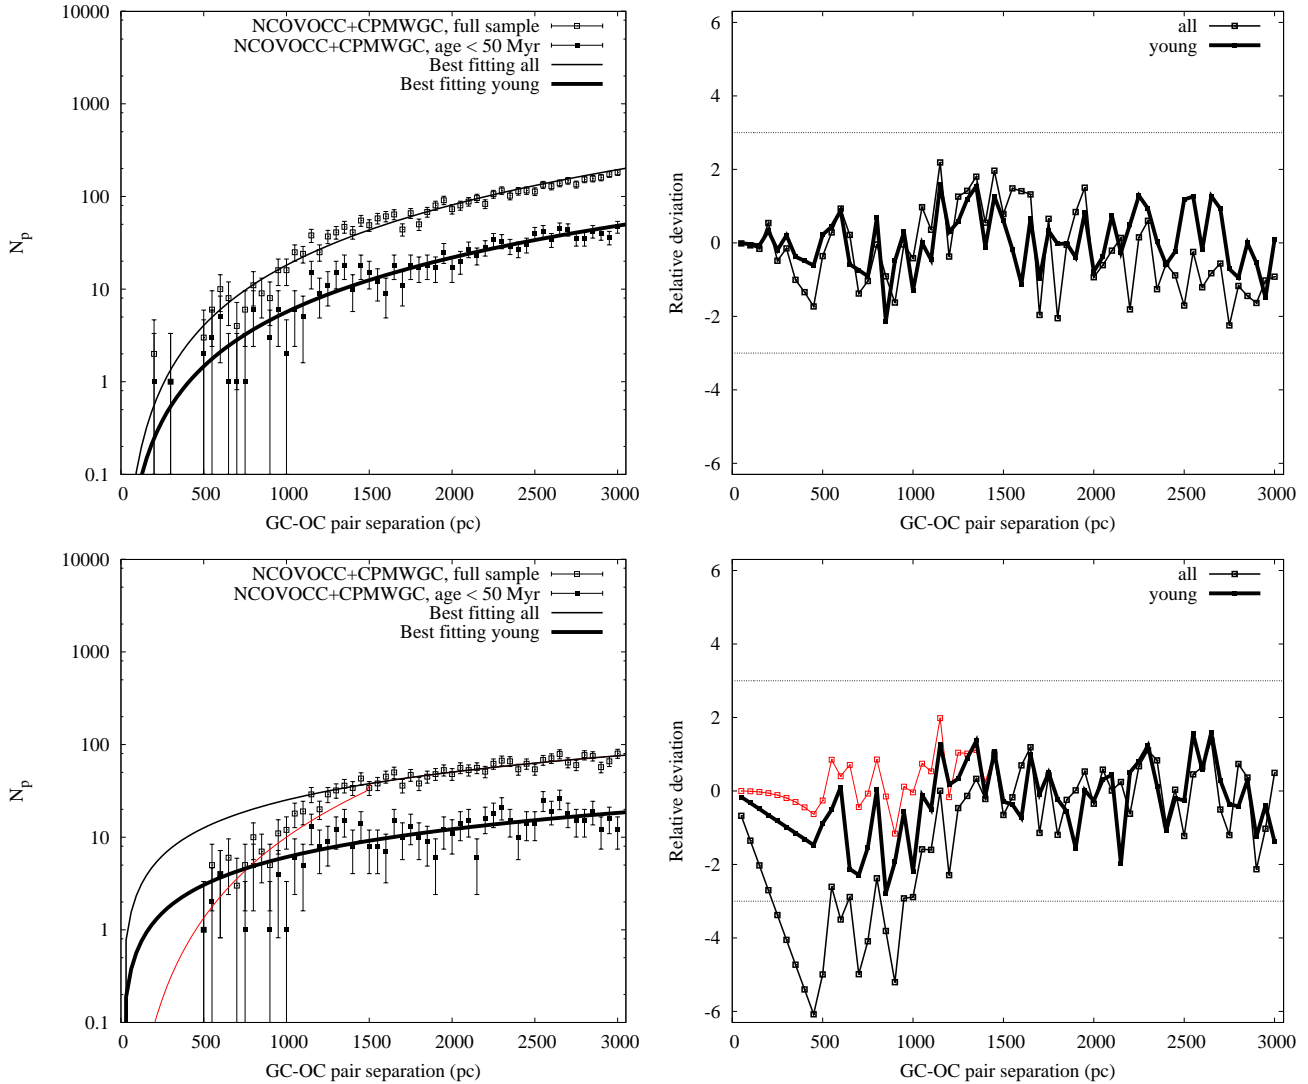 10000
1000
100
10
1
0.1
N_p
NCOVOCC+CPMWGC, full sample
NCOVOCC+CPMWGC, age < 50 Myr
Best fitting all
Best fitting young
0 500 1000 1500 2000 2500 3000
GC-OC pair separation (pc)
6
4
2
0
-2
-4
-6
Relative deviation
all
young
0 500 1000 1500 2000 2500 3000
GC-OC pair separation (pc)
10000
1000
100
10
1
0.1
N_p
NCOVOCC+CPMWGC, full sample
NCOVOCC+CPMWGC, age < 50 Myr
Best fitting all
Best fitting young
0 500 1000 1500 2000 2500 3000
GC-OC pair separation (pc)
6
4
2
0
-2
-4
-6
Relative deviation
all
young
0 500 1000 1500 2000 2500 3000
GC-OC pair separation (pc)